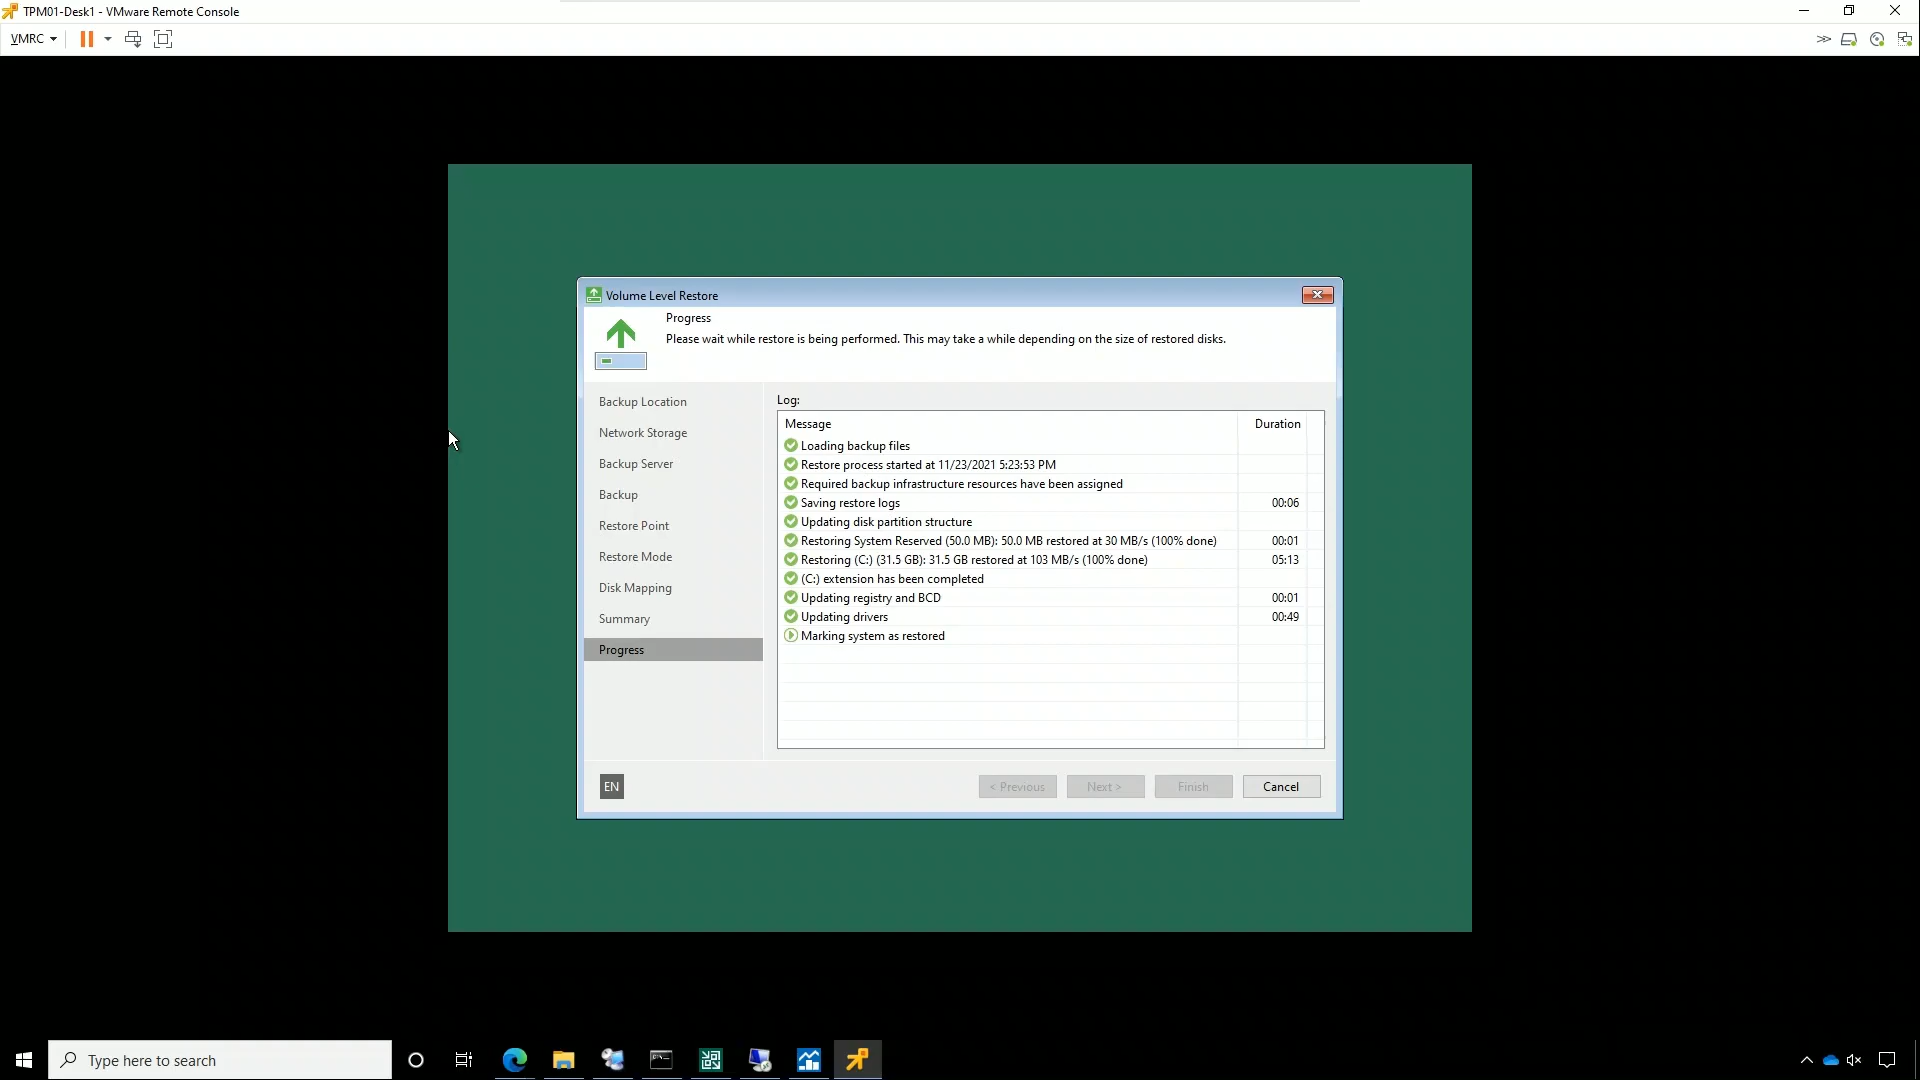 TPM01-Desk1 - VMware Remote Console
VMRC
Volume Level Restore
Progress
Please wait while restore is being performed. This may take a while depending on the size of restored disks.
Backup Location
Network Storage
Backup Server
Backup
Restore Point
Restore Mode
Disk Mapping
Summary
Progress
Log:
Message Duration
Loading backup files
Restore process started at 11/23/2021 5:23:53 PM
Required backup infrastructure resources have been assigned
Saving restore logs 00:06
Updating disk partition structure
Restoring System Reserved (50.0 MB): 50.0 MB restored at 30 MB/s (100% done) 00:01
Restoring (C:) (31.5 GB): 31.5 GB restored at 103 MB/s (100% done) 05:13
(C:) extension has been completed
Updating registry and BCD 00:01
Updating drivers 00:49
Marking system as restored
EN < Previous Next > Finish Cancel
Type here to search